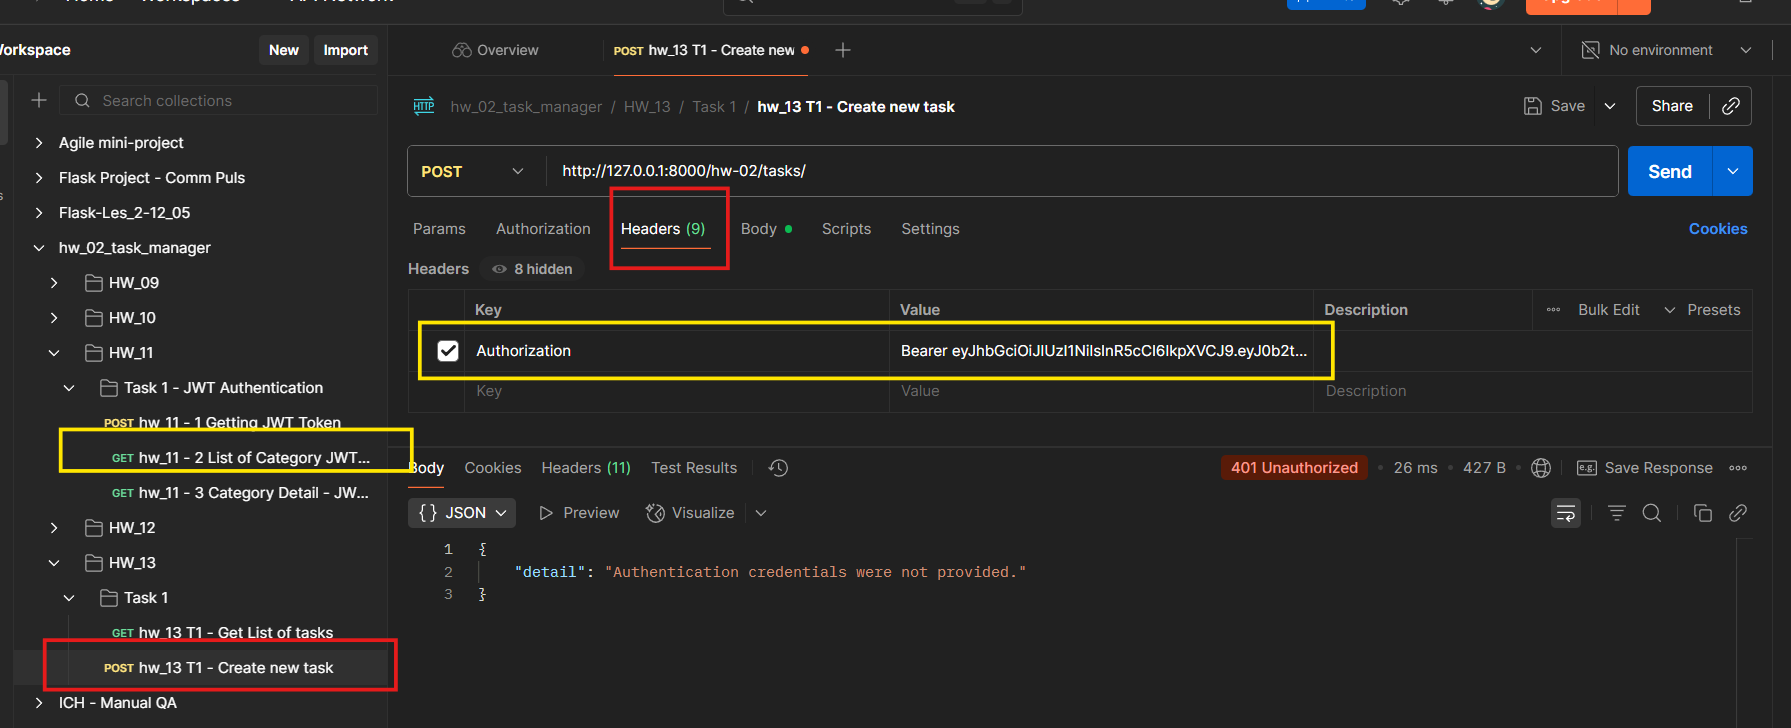 Workspace
New
Import
Overview
POST hw_13 T1 - Create new
No environment
Search collections
Agile mini-project
Flask Project - Comm Puls
Flask-Les_2-12_05
hw_02_task_manager
HW_09
HW_10
HW_11
Task 1 - JWT Authentication
POST hw_11 - 1 Getting JWT Token
GET hw_11 - 2 List of Category JWT...
GET hw_11 - 3 Category Detail - JW...
HW_12
HW_13
Task 1
GET hw_13 T1 - Get List of tasks
POST hw_13 T1 - Create new task
ICH - Manual QA
HTTP hw_02_task_manager / HW_13 / Task 1 / hw_13 T1 - Create new task
Save
Share
POST http://127.0.0.1:8000/hw-02/tasks/
Send
Params Authorization Headers (9) Body Scripts Settings
Cookies
Headers 8 hidden
Key Value Description ••• Bulk Edit Presets
Authorization Bearer eyJhbGciOiJIUzI1NiIsInR5cCI6IkpXVCJ9.eyJ0b2t...
Key Value Description
Body Cookies Headers (11) Test Results
401 Unauthorized • 26 ms • 427 B • e.g. Save Response •••
{} JSON Preview Visualize
1 {
2 "detail": "Authentication credentials were not provided."
3 }